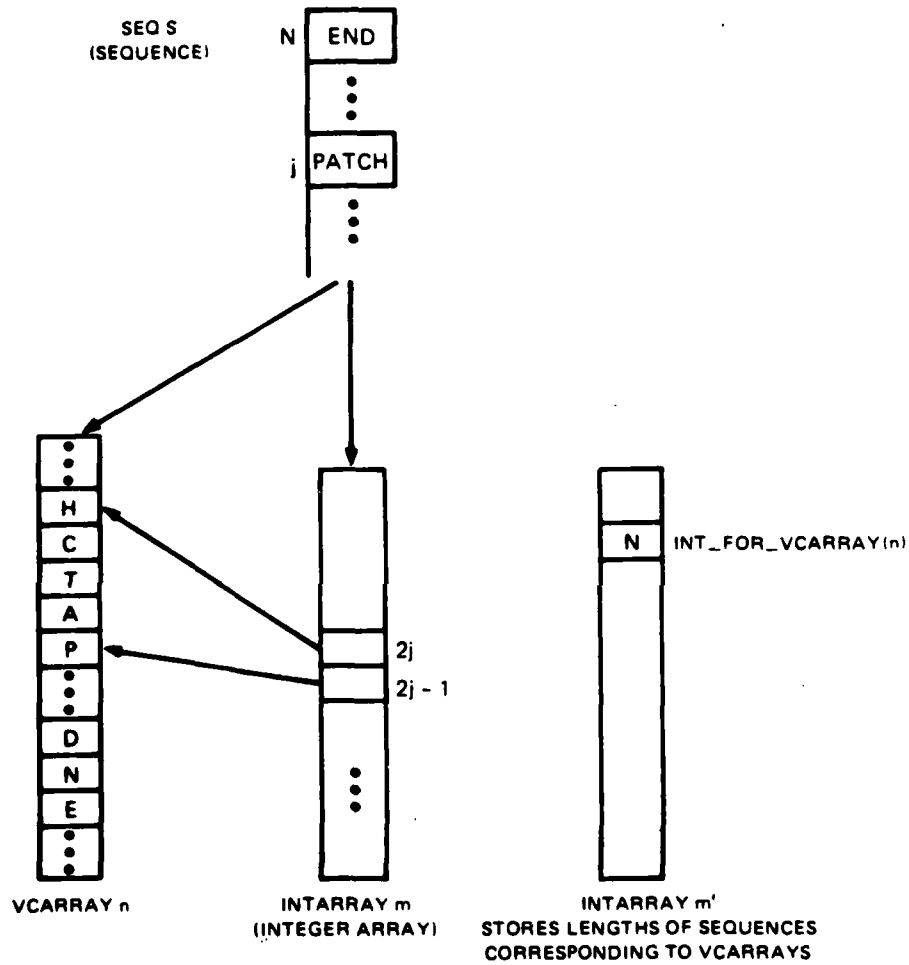 SEQ S
(SEQUENCE)
N
END
j
PATCH
H
C
T
A
P
D
N
E
2j
2j - 1
N
INT_FOR_VCARRAY(n)
VCARRAY n
INTARRAY m
(INTEGER ARRAY)
INTARRAY m'
STORES LENGTHS OF SEQUENCES
CORRESPONDING TO VCARRAYS